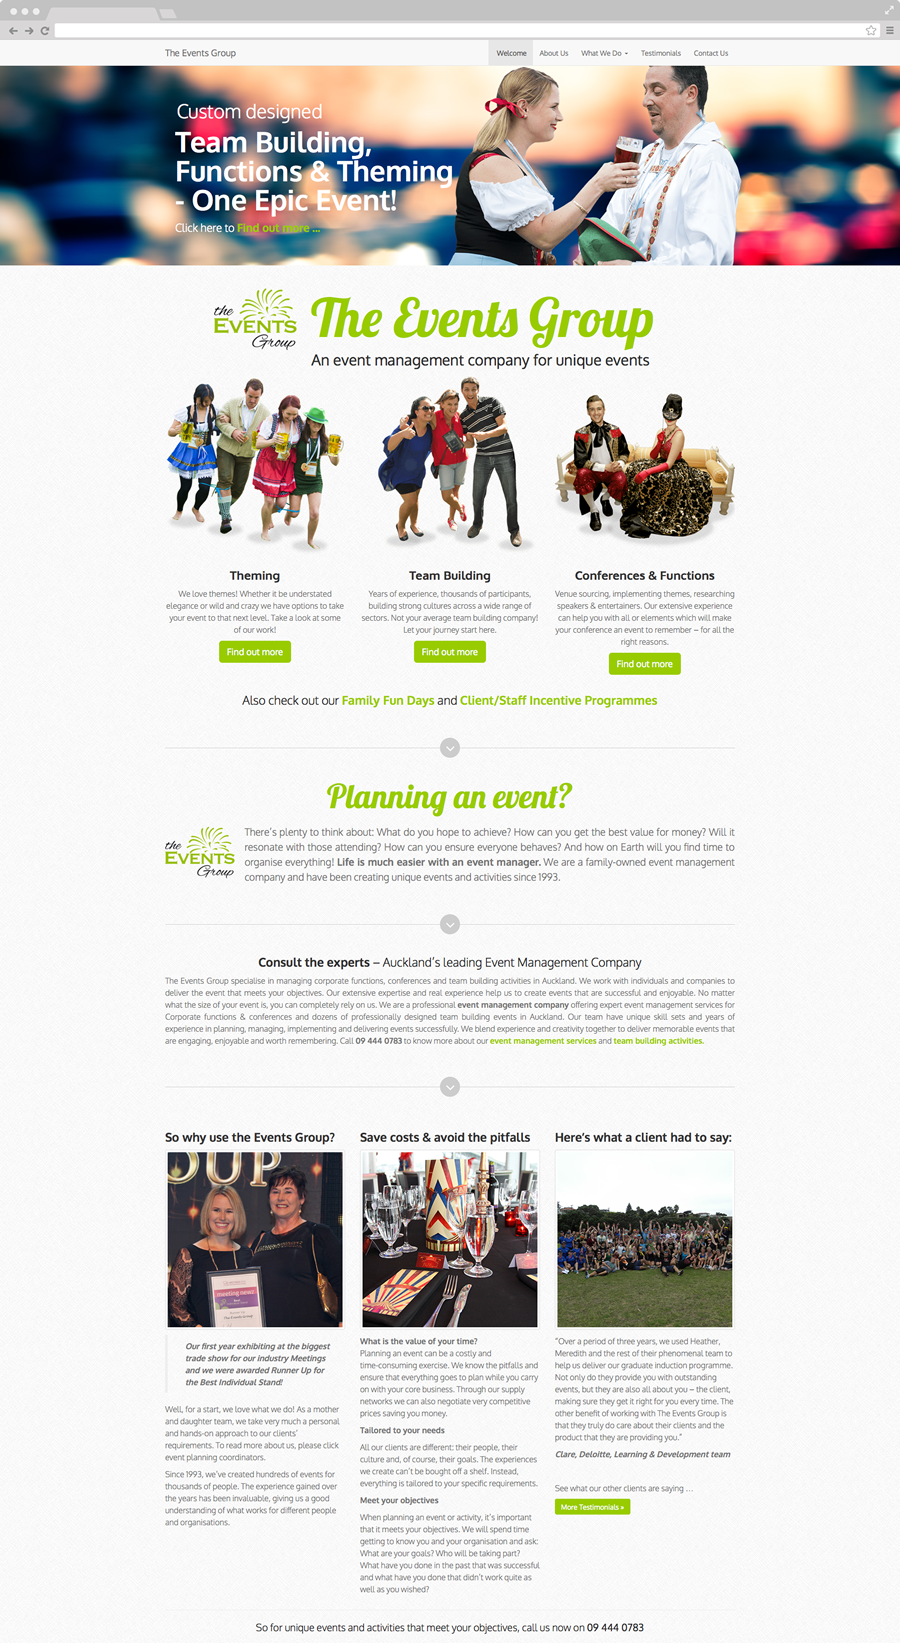 The Events Group
Welcome
About Us
What We Do
Testimonials
Contact Us
Custom designed
Team Building,
Functions & Theming
- One Epic Event!
Click here to Find out more ...
the
EVENTS
Group
The Events Group
An event management company for unique events
Theming
We love themes! Whether it be understated
elegance or wild and crazy we have options to take
your event to that next level. Take a look at some
of our work!
Find out more
Team Building
Years of experience, thousands of participants,
building strong cultures across a wide range of
sectors. Not your average team building company!
Let your journey start here.
Find out more
Conferences & Functions
Venue sourcing, implementing themes, researching
speakers & entertainers. Our extensive experience
can help you with all or elements which will make
your conference an event to remember – for all the
right reasons.
Find out more
Also check out our Family Fun Days and Client/Staff Incentive Programmes
Planning an event?
the
EVENTS
Group
There's plenty to think about: What do you hope to achieve? How can you get the best value for money? Will it
resonate with those attending? How can you ensure everyone behaves? And how on Earth will you find time to
organise everything! Life is much easier with an event manager. We are a family-owned event management
company and have been creating unique events and activities since 1993.
Consult the experts – Auckland's leading Event Management Company
The Events Group specialise in managing corporate functions, conferences and team building activities in Auckland. We work with individuals and companies to
deliver the event that meets your objectives. Our extensive expertise and real experience help us to create events that are successful and enjoyable. No matter
what the size of your event is, you can completely rely on us. We are a professional event management company offering expert event management services for
Corporate functions & conferences and dozens of professionally designed team building events in Auckland. Our team have unique skill sets and years of
experience in planning, managing, implementing and delivering events successfully. We blend experience and creativity together to deliver memorable events that
are engaging, enjoyable and worth remembering. Call 09 444 0783 to know more about our event management services and team building activities.
So why use the Events Group?
OUP
meeting newz
Our first year exhibiting at the biggest
trade show for our industry Meetings
and we were awarded Runner Up for
the Best Individual Stand!
Well, for a start, we love what we do! As a mother
and daughter team, we take very much a personal
and hands-on approach to our clients'
requirements. To read more about us, please click
event planning coordinators.
Since 1993, we've created hundreds of events for
thousands of people. The experience gained over
the years has been invaluable, giving us a good
understanding of what works for different people
and organisations.
Save costs & avoid the pitfalls
What is the value of your time?
Planning an event can be a costly and
time-consuming exercise. We know the pitfalls and
ensure that everything goes to plan while you carry
on with your core business. Through our supply
networks we can also negotiate very competitive
prices saving you money.
Tailored to your needs
All our clients are different: their people, their
culture and, of course, their goals. The experiences
we create can't be bought off a shelf. Instead,
everything is tailored to your specific requirements.
Meet your objectives
When planning an event or activity, it's important
that it meets your objectives. We will spend time
getting to know you and your organisation and ask:
What are your goals? Who will be taking part?
What have you done in the past that was successful
and what have you done that didn't work quite as
well as you wished?
Here's what a client had to say:
"Over a period of three years, we used Heather,
Meredith and the rest of their phenomenal team to
help us deliver our graduate induction programme.
Not only do they provide you with outstanding
events, but they are also all about you – the client,
making sure they get it right for you every time. The
other benefit of working with The Events Group is
that they truly do care about their clients and the
product that they are providing you."
Clare, Deloitte, Learning & Development team
See what our other clients are saying ...
More Testimonials »
So for unique events and activities that meet your objectives, call us now on 09 444 0783